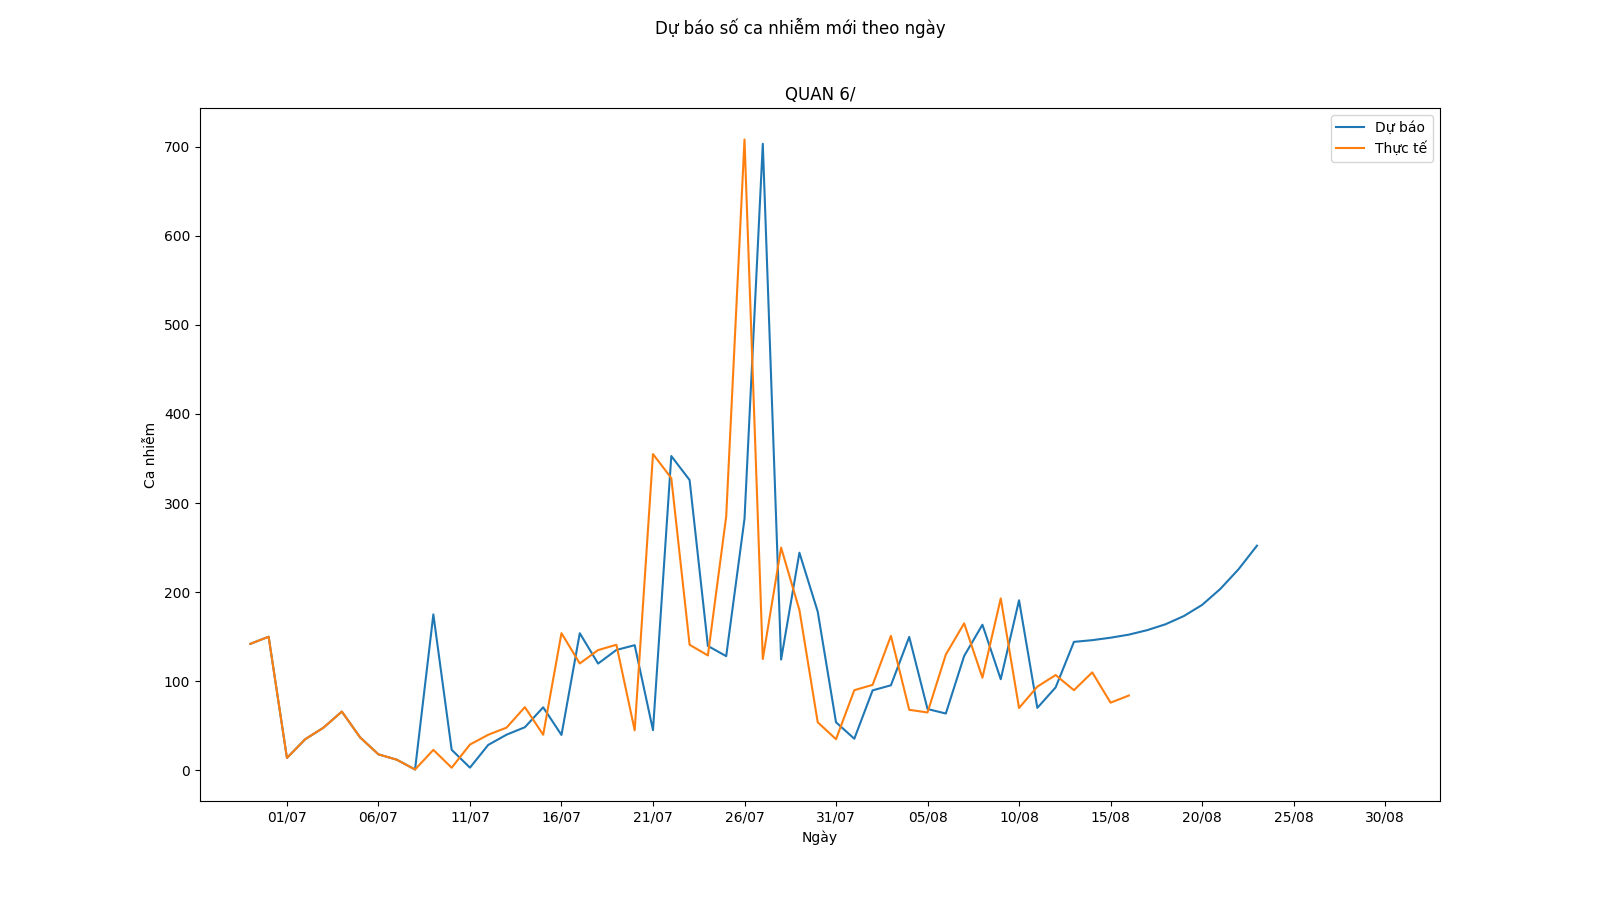 Dự báo số ca nhiễm mới theo ngày
QUAN 6/
Dự báo
Thực tế
700
600
500
400
300
200
100
0
Ca nhiễm
01/07 06/07 11/07 16/07 21/07 26/07 31/07 05/08 10/08 15/08 20/08 25/08 30/08
Ngày